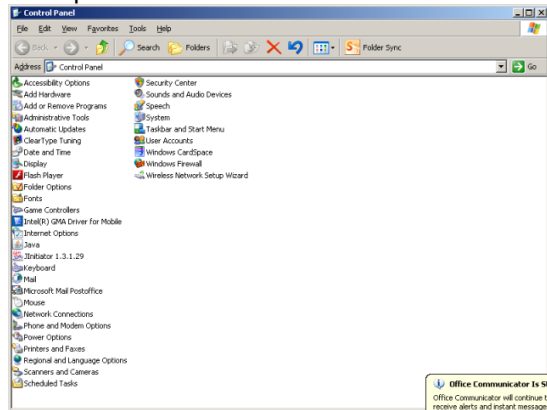 Control Panel
File Edit View Favorites Tools Help
Back Search Folders Folder Sync
Address Control Panel Go
Accessibility Options
Add Hardware
Add or Remove Programs
Administrative Tools
Automatic Updates
ClearType Tuning
Date and Time
Display
Flash Player
Folder Options
Fonts
Game Controllers
Intel(R) GMA Driver for Mobile
Internet Options
Java
JInitiator 1.3.1.29
Keyboard
Mail
Microsoft Mail Postoffice
Mouse
Network Connections
Phone and Modem Options
Power Options
Printers and Faxes
Regional and Language Options
Scanners and Cameras
Scheduled Tasks
Security Center
Sounds and Audio Devices
Speech
System
Taskbar and Start Menu
User Accounts
Windows CardSpace
Windows Firewall
Wireless Network Setup Wizard
Office Communicator Is
Office Communicator will continue
receive alerts and instant message